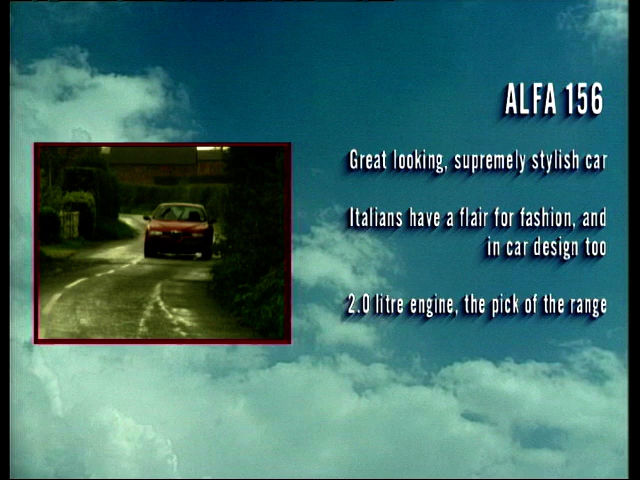 ALFA 156
Great looking, supremely stylish car
Italians have a flair for fashion, and
in car design too
2.0 litre engine, the pick of the range